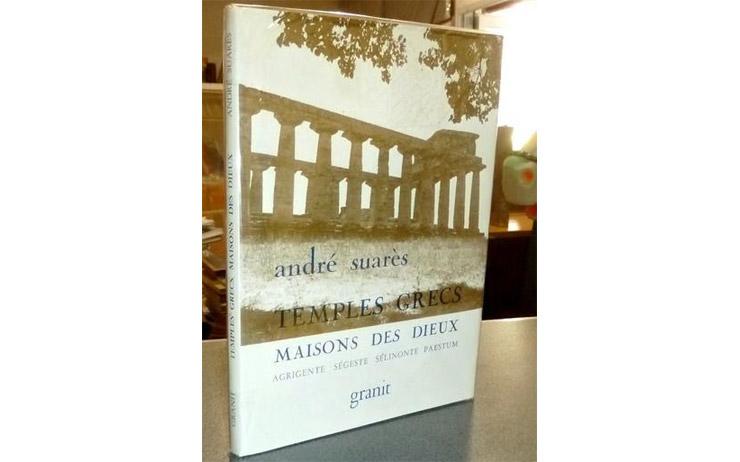 andré suarès
TEMPLES GRECS
MAISONS DES DIEUX
AGRIGENTE SÉGESTE SÉLINONTE PAESTUM
granit
GRANIT TEMPLES GRECS MAISONS DES DIEUX ANDRÉ SUARÈS